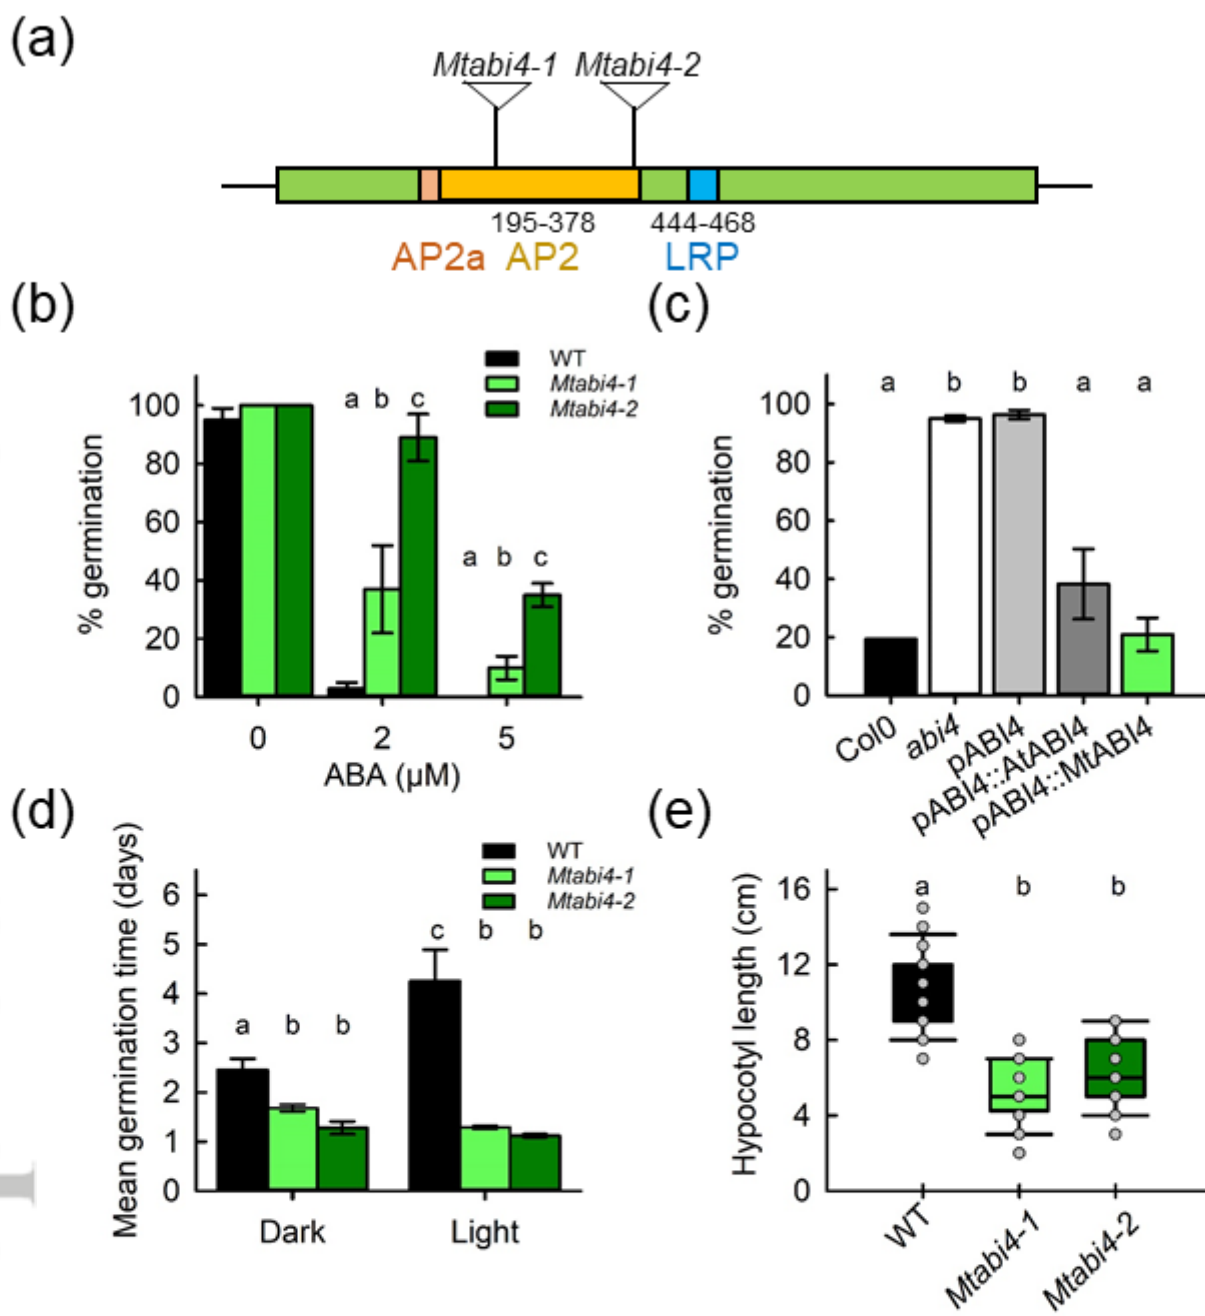 (a)
Mtabi4-1 Mtabi4-2
195-378 444-468
AP2a AP2 LRP
(b)
WT
Mtabi4-1
Mtabi4-2
% germination
100
80
60
40
20
0
a b c
a b c
0 2 5
ABA (µM)
(c)
% germination
100
80
60
40
20
0
a b b a a
Col0
abi4
pABI4
pABI4::AtABI4
pABI4::MtABI4
(d)
WT
Mtabi4-1
Mtabi4-2
Mean germination time (days)
6
5
4
3
2
1
0
a b b
c b b
Dark Light
(e)
Hypocotyl length (cm)
16
12
8
4
0
a b b
WT
Mtabi4-1
Mtabi4-2